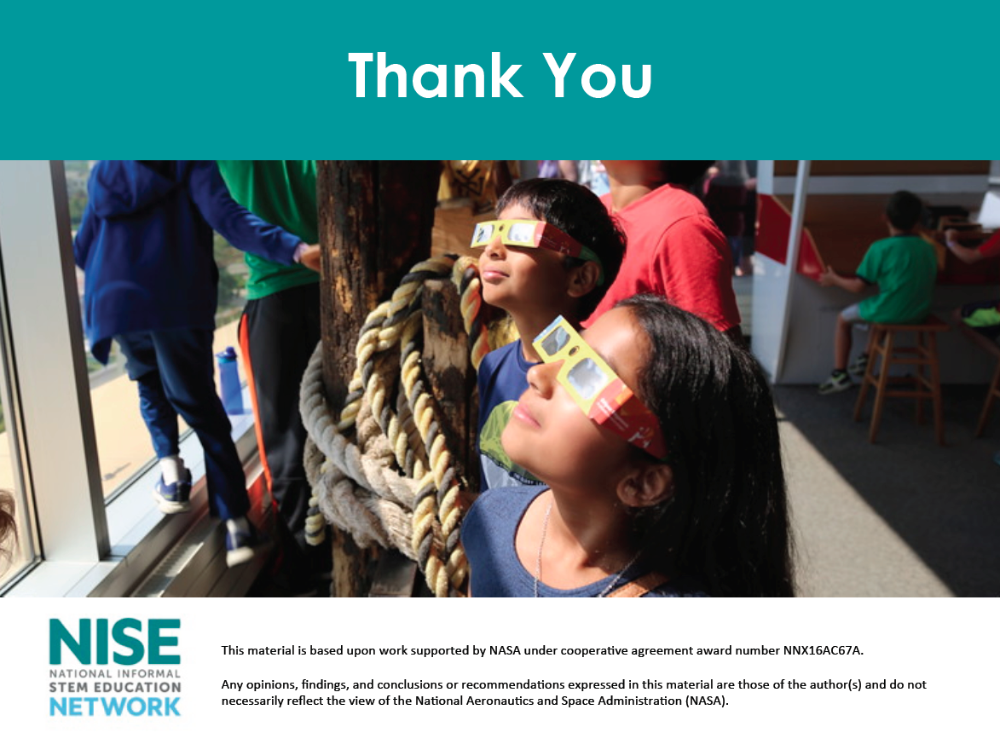 Thank You
NISE
NATIONAL INFORMAL
STEM EDUCATION
NETWORK
This material is based upon work supported by NASA under cooperative agreement award number NNX16AC67A.
Any opinions, findings, and conclusions or recommendations expressed in this material are those of the author(s) and do not
necessarily reflect the view of the National Aeronautics and Space Administration (NASA).